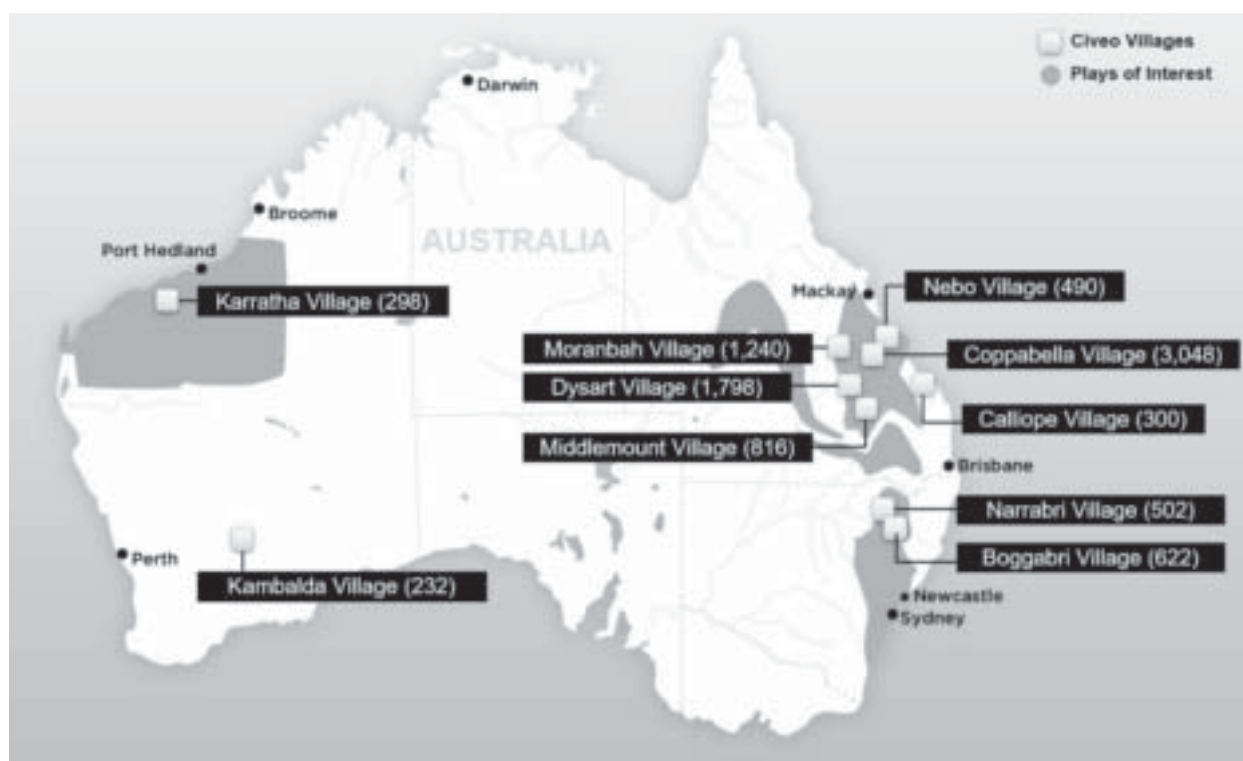 Civeo Villages
Plays of Interest
Darwin
Broome
AUSTRALIA
Port Hedland
Karratha Village (298)
Mackay
Nebo Village (490)
Moranbah Village (1,240)
Coppabella Village (3,048)
Dysart Village (1,798)
Calliope Village (300)
Middlemount Village (816)
Brisbane
Narrabri Village (502)
Perth
Boggabri Village (622)
Kambalda Village (232)
Newcastle
Sydney